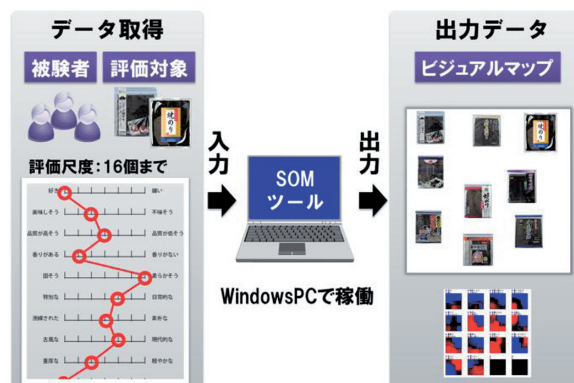 データ取得
被験者
評価対象
焼のり
評価尺度：16個まで
好き
嫌い
美味しそう
不味そう
品質が高そう
品質が低そう
香りがある
香りがない
固そう
柔らかそう
特別な
日常的な
洗練された
素朴な
古風な
現代的な
重厚な
軽やかな
入力
SOM
ツール
WindowsPCで稼働
出力
出力データ
ビジュアルマップ
焼のり